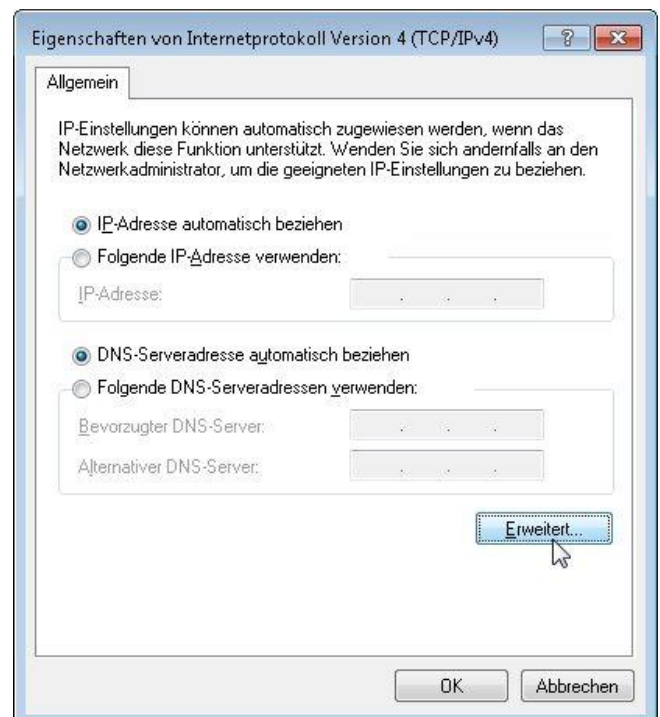 Eigenschaften von Internetprotokoll Version 4 (TCP/IPv4)
Allgemein
IP-Einstellungen können automatisch zugewiesen werden, wenn das
Netzwerk diese Funktion unterstützt. Wenden Sie sich andernfalls an den
Netzwerkadministrator, um die geeigneten IP-Einstellungen zu beziehen.
IP-Adresse automatisch beziehen
Folgende IP-Adresse verwenden:
IP-Adresse:
DNS-Serveradresse automatisch beziehen
Folgende DNS-Serveradressen verwenden:
Bevorzugter DNS-Server:
Alternativer DNS-Server:
Erweitert...
OK Abbrechen